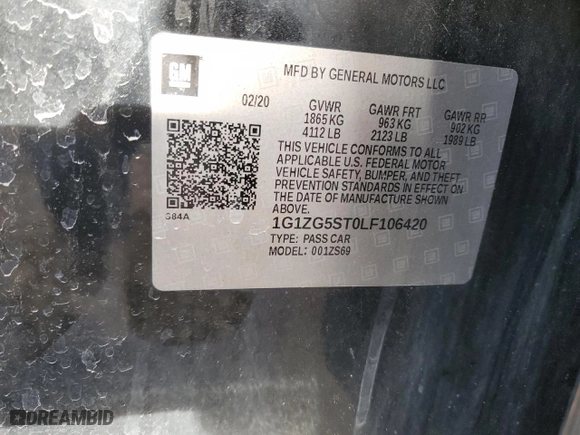 GM
MFD BY GENERAL MOTORS LLC
02/20 GVWR GAWR FRT GAWR RR
1865 KG 963 KG 902 KG
4112 LB 2123 LB 1989 LB
THIS VEHICLE CONFORMS TO ALL
APPLICABLE U.S. FEDERAL MOTOR
VEHICLE SAFETY, BUMPER, AND THEFT
PREVENTION STANDARDS IN EFFECT ON
THE DATE OF MANUFACTURE SHOWN
ABOVE.
G84A
1G1ZG5ST0LF106420
TYPE: PASS CAR
MODEL: 001ZS69
DREAMBID